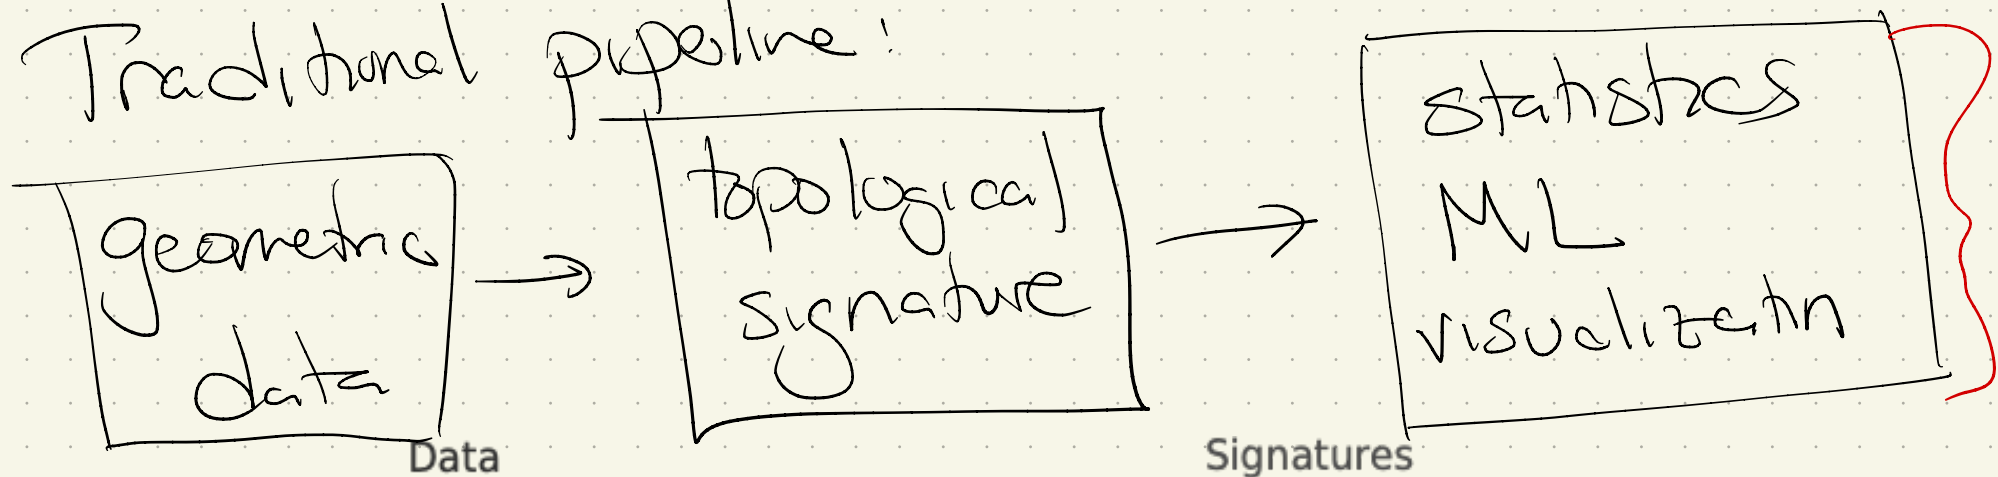 Traditional pipeline:
geometric
data
topological
signature
statistics
ML
visualization
Data
Signatures